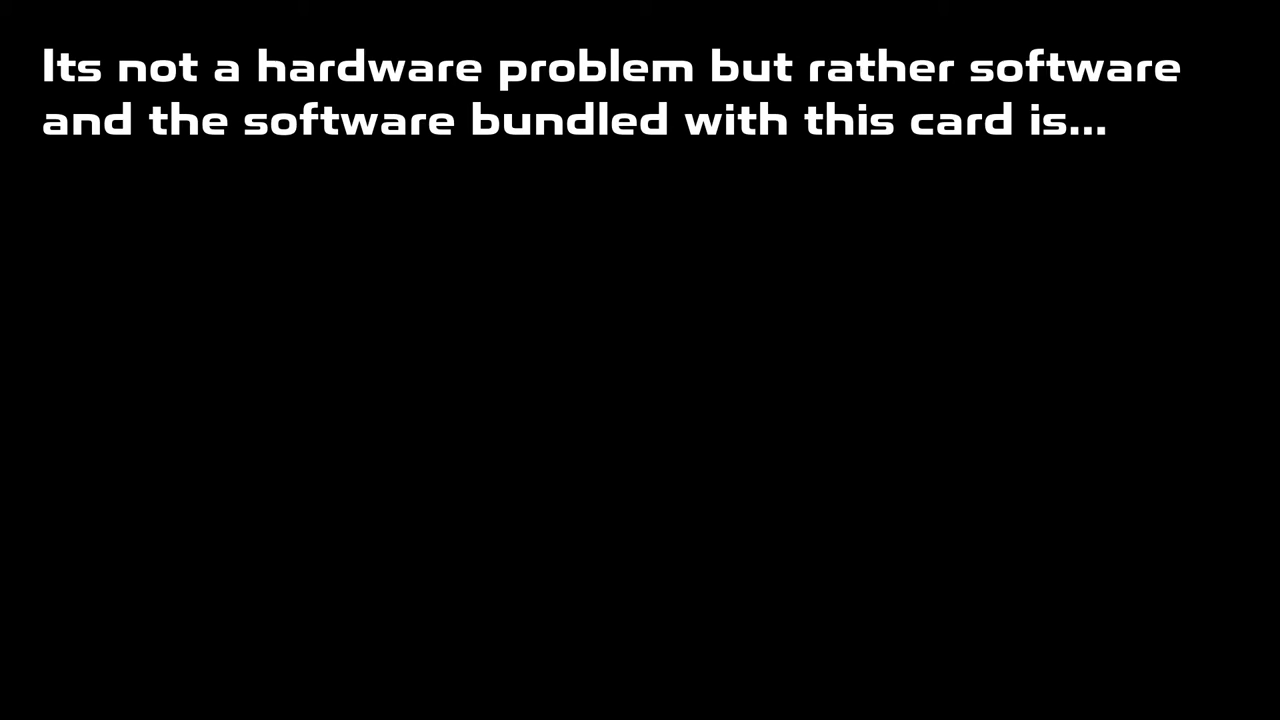 Its not a hardware problem but rather software
and the software bundled with this card is...